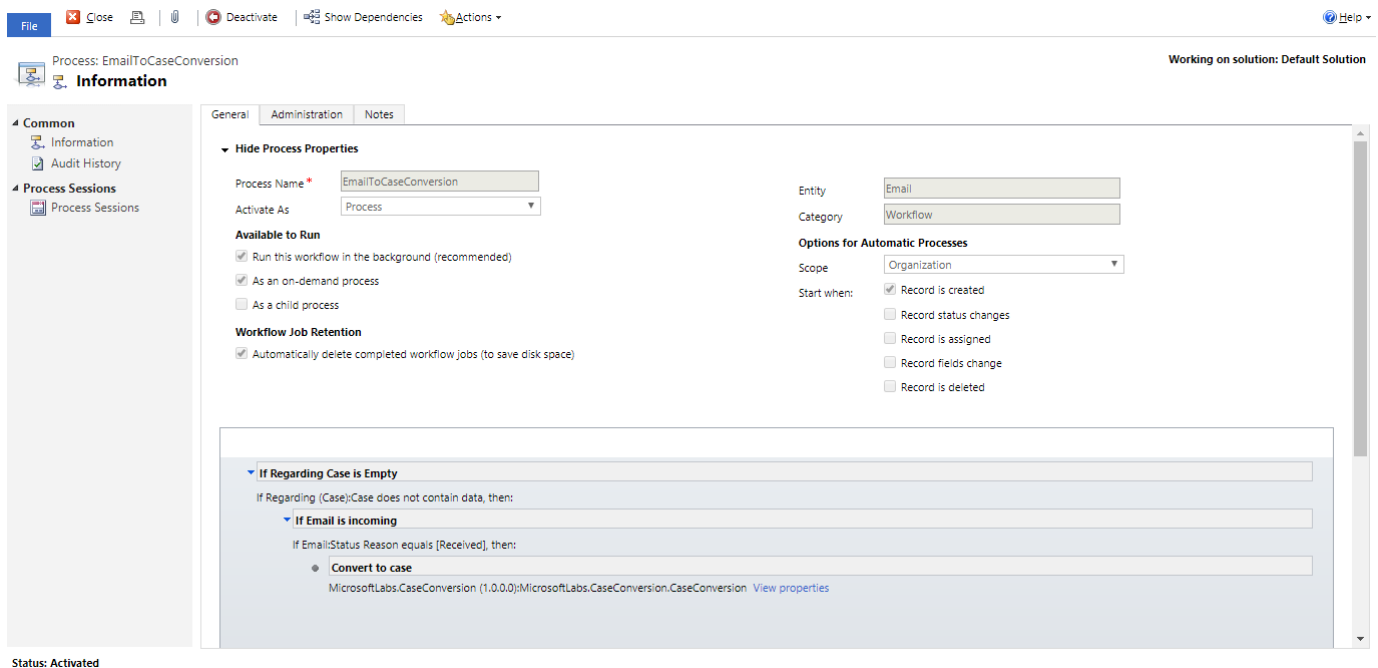 File
Close
Deactivate
Show Dependencies
Actions
Help
Process: EmailToCaseConversion
Information
Working on solution: Default Solution
Common
Information
Audit History
Process Sessions
Process Sessions
General
Administration
Notes
Hide Process Properties
Process Name *
EmailToCaseConversion
Activate As
Process
Available to Run
Run this workflow in the background (recommended)
As an on-demand process
As a child process
Workflow Job Retention
Automatically delete completed workflow jobs (to save disk space)
Entity
Email
Category
Workflow
Options for Automatic Processes
Scope
Organization
Start when:
Record is created
Record status changes
Record is assigned
Record fields change
Record is deleted
If Regarding Case is Empty
If Regarding (Case):Case does not contain data, then:
If Email is incoming
If Email:Status Reason equals [Received], then:
Convert to case
MicrosoftLabs.CaseConversion (1.0.0.0):MicrosoftLabs.CaseConversion.CaseConversion View properties
Status: Activated